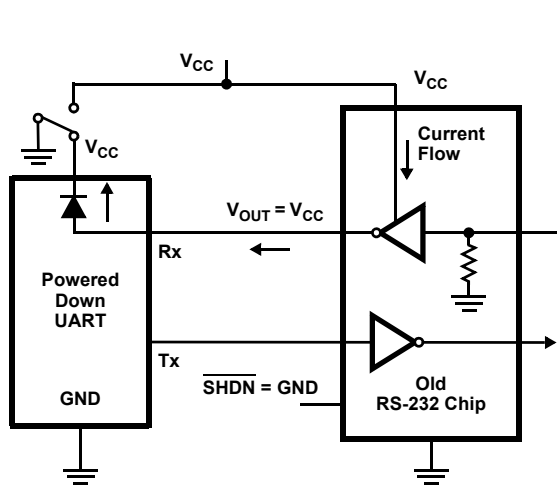 VCC
VCC
VCC
Current
Flow
VOUT = VCC
Rx
Powered
Down
UART
Tx
SHDN = GND
GND
Old
RS-232 Chip